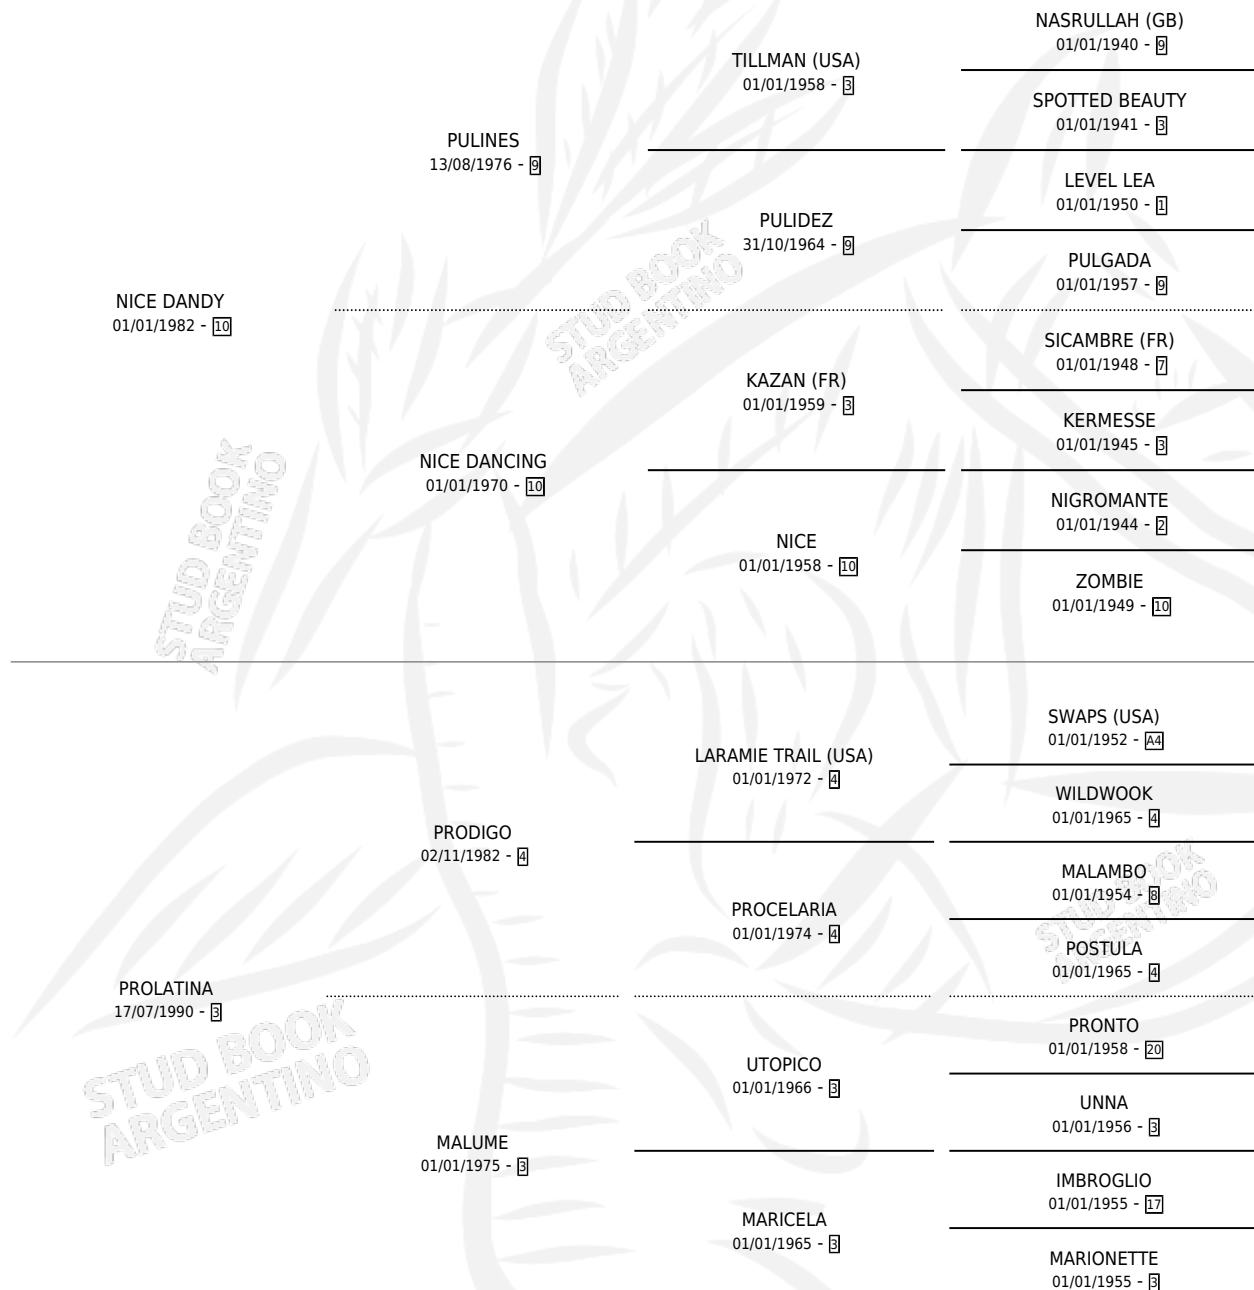 NASRULLAH (GB)
01/01/1940 - 9
TILLMAN (USA)
01/01/1958 - 3
SPOTTED BEAUTY
01/01/1941 - 3
PULINES
13/08/1976 - 9
LEVEL LEA
01/01/1950 - 1
PULIDEZ
31/10/1964 - 9
PULGADA
01/01/1957 - 9
NICE DANDY
01/01/1982 - 10
STUD BOOK
ARGENTINO
SICAMBRE (FR)
01/01/1948 - 7
KAZAN (FR)
01/01/1959 - 3
KERMESSE
01/01/1945 - 3
NICE DANCING
01/01/1970 - 10
NIGROMANTE
01/01/1944 - 2
NICE
01/01/1958 - 10
ZOMBIE
01/01/1949 - 10
STUD BOOK
ARGENTINO
SWAPS (USA)
01/01/1952 - A4
LARAMIE TRAIL (USA)
01/01/1972 - 4
WILDWOOK
01/01/1965 - 4
PRODIGO
02/11/1982 - 4
MALAMBO
01/01/1954 - 8
PROCELARIA
01/01/1974 - 4
POSTULA
01/01/1965 - 4
STUD BOOK
ARGENTINO
PROLATINA
17/07/1990 - 3
PRONTO
01/01/1958 - 20
UTOPICO
01/01/1966 - 3
UNNA
01/01/1956 - 3
STUD BOOK
ARGENTINO
MALUME
01/01/1975 - 3
IMBROGLIO
01/01/1955 - 17
MARICELA
01/01/1965 - 3
MARIONETTE
01/01/1955 - 3